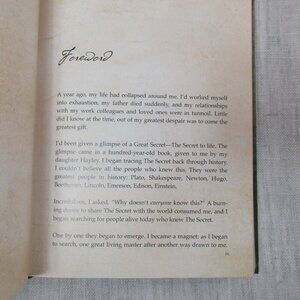 Foreword
A year ago, my life had collapsed around me. I'd worked myself
into exhaustion, my father died suddenly, and my relationships
with my work colleagues and loved ones were in turmoil. Little
did I know at the time, out of my greatest despair was to come the
greatest gift.
I'd been given a glimpse of a Great Secret—The Secret to life. The
glimpse came in a hundred-year-old book, given to me by my
daughter Hayley. I began tracing The Secret back through history.
I couldn't believe all the people who knew this. They were the
greatest people in history: Plato, Shakespeare, Newton, Hugo,
Beethoven, Lincoln, Emerson, Edison, Einstein.
Incredulous, I asked, "Why doesn't everyone know this?" A burn-
ing desire to share The Secret with the world consumed me, and I
began searching for people alive today who knew The Secret.
One by one they began to emerge. I became a magnet: as I began
to search, one great living master after another was drawn to me.
ix